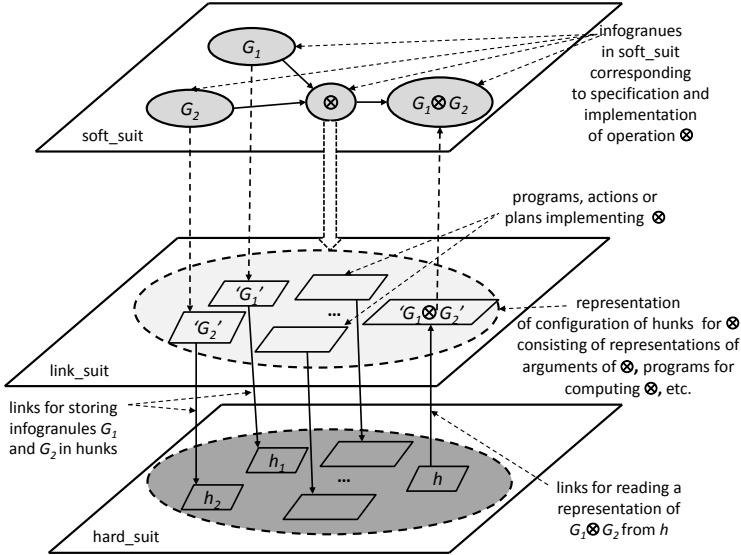 G₁
infogranues
in soft_suit
corresponding
to specification and
implementation
of operation ⊗
G₂
⊗
G₁⊗G₂
soft_suit
programs, actions or
plans implementing ⊗
‘G₁’
‘G₂’
...
‘G₁⊗G₂’
representation
of configuration of hunks for ⊗
consisting of representations of
arguments of ⊗, programs for
computing ⊗, etc.
link_suit
links for storing
infogranules G₁
and G₂ in hunks
h₁
h₂
...
h
links for reading a
representation of
G₁⊗G₂ from h
hard_suit